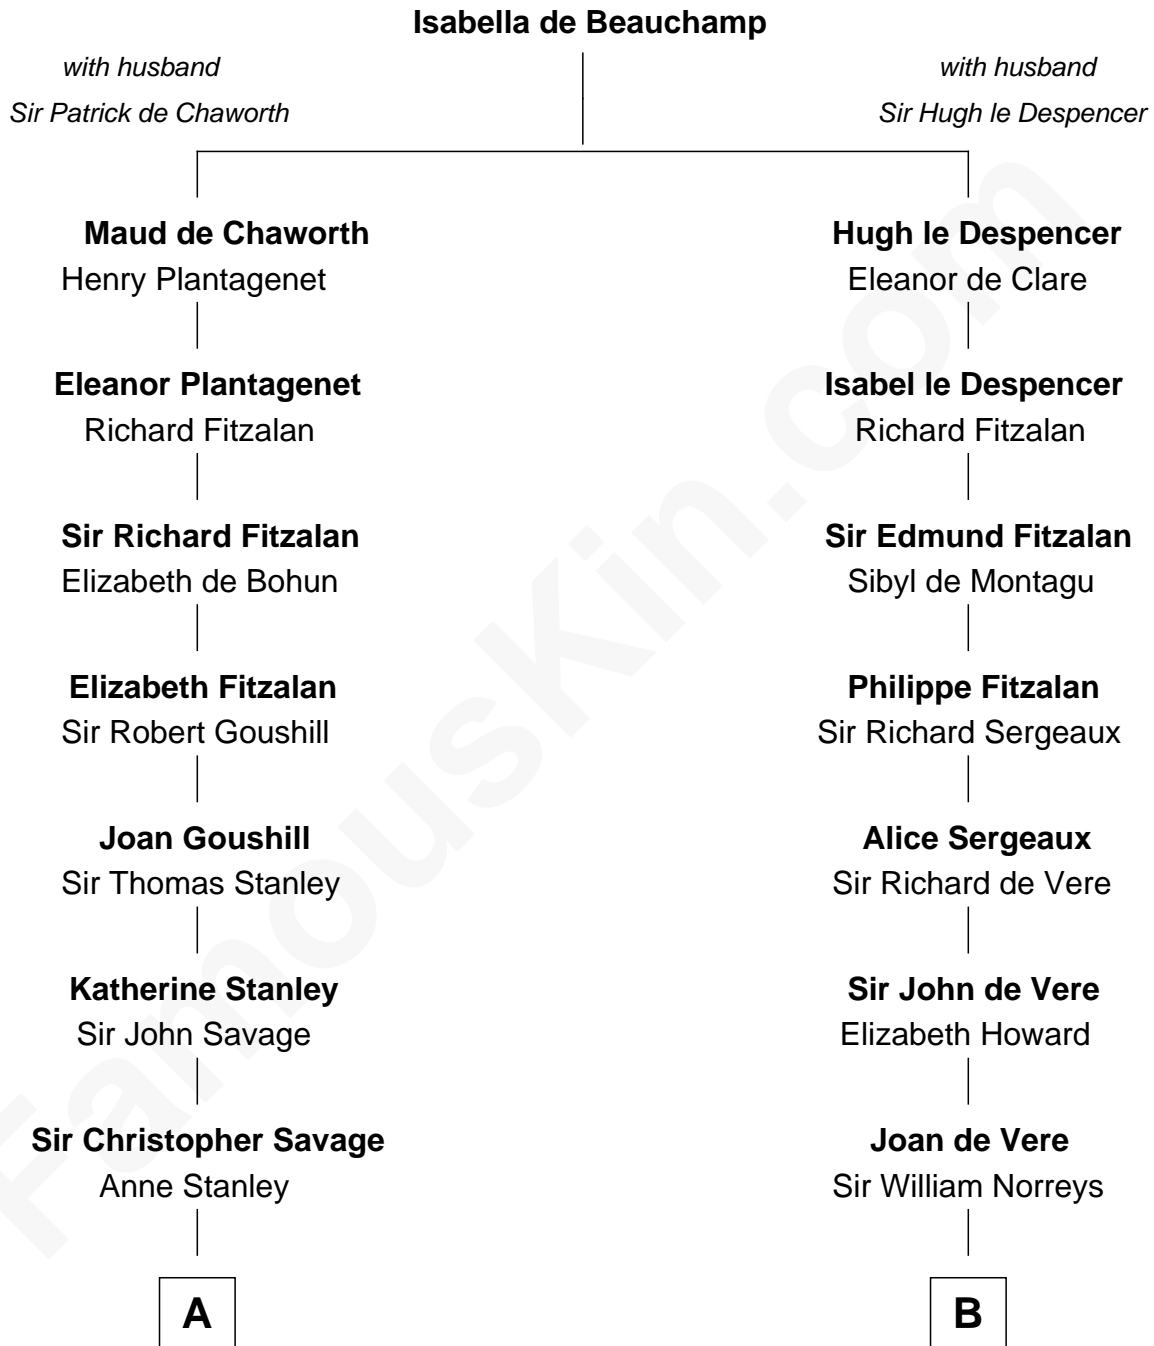 Isabella de Beauchamp
with husband
Sir Patrick de Chaworth
with husband
Sir Hugh le Despencer
Maud de Chaworth
Henry Plantagenet
Hugh le Despencer
Eleanor de Clare
Eleanor Plantagenet
Richard Fitzalan
Isabel le Despencer
Richard Fitzalan
Sir Richard Fitzalan
Elizabeth de Bohun
Sir Edmund Fitzalan
Sibyl de Montagu
Elizabeth Fitzalan
Sir Robert Goushill
Philippe Fitzalan
Sir Richard Sergeaux
Joan Goushill
Sir Thomas Stanley
Alice Sergeaux
Sir Richard de Vere
Katherine Stanley
Sir John Savage
Sir John de Vere
Elizabeth Howard
Sir Christopher Savage
Anne Stanley
Joan de Vere
Sir William Norreys
A
B
FamousKin.com